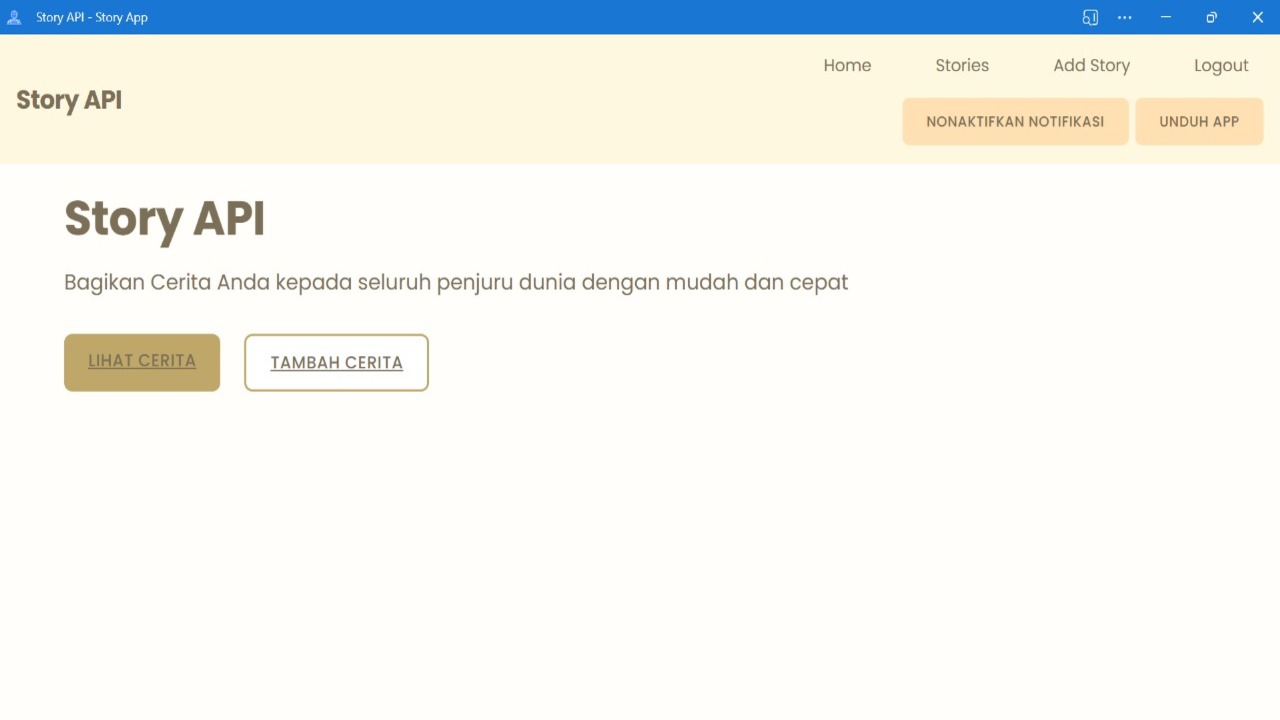 Story API - Story App
Story API
Home Stories Add Story Logout
NONAKTIFKAN NOTIFIKASI UNDUH APP
Story API
Bagikan Cerita Anda kepada seluruh penjuru dunia dengan mudah dan cepat
LIHAT CERITA TAMBAH CERITA